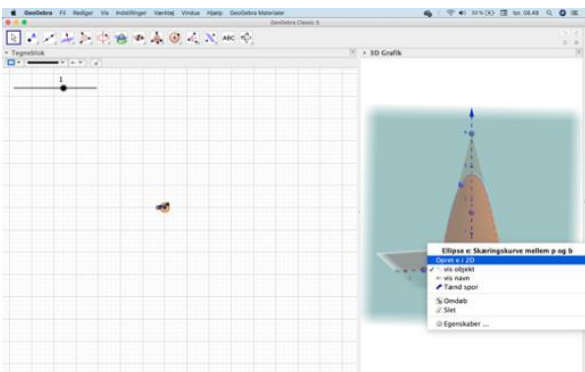 GeoGebra Fil Rediger Vis Indstillinger Værktøj Vindue Hjælp GeoGebra Materialer tor. 08.49
GeoGebra Classic 5
ABC
Tegneblok
3D Grafik
1
Ellipse e: Skæringskurve mellem p og b
Opret e i 2D
vis objekt
vis navn
Tænd spor
Omdøb
Slet
Egenskaber ...